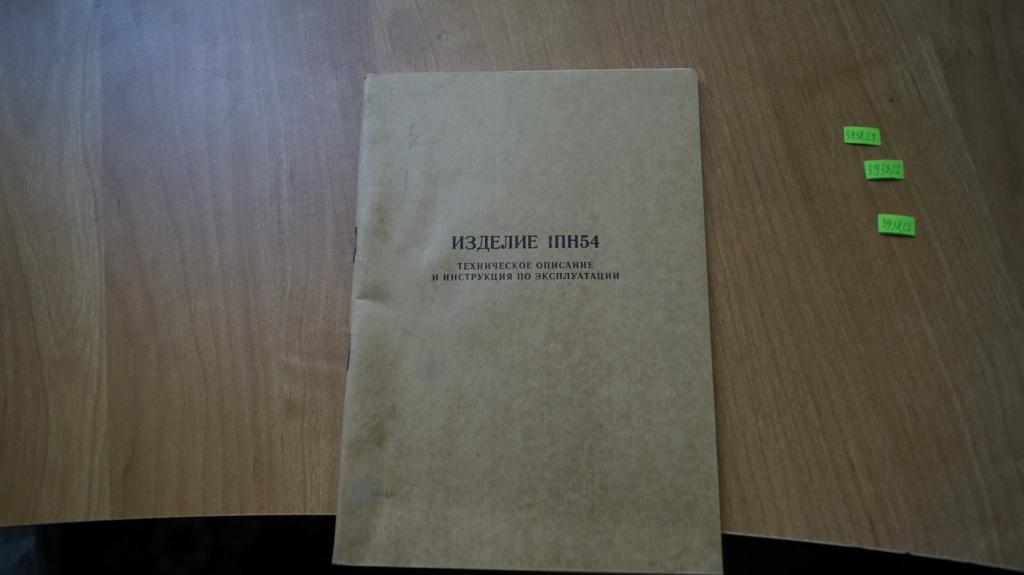 ИЗДЕЛИЕ 1ПН54
ТЕХНИЧЕСКОЕ ОПИСАНИЕ
И ИНСТРУКЦИЯ ПО ЭКСПЛУАТАЦИИ